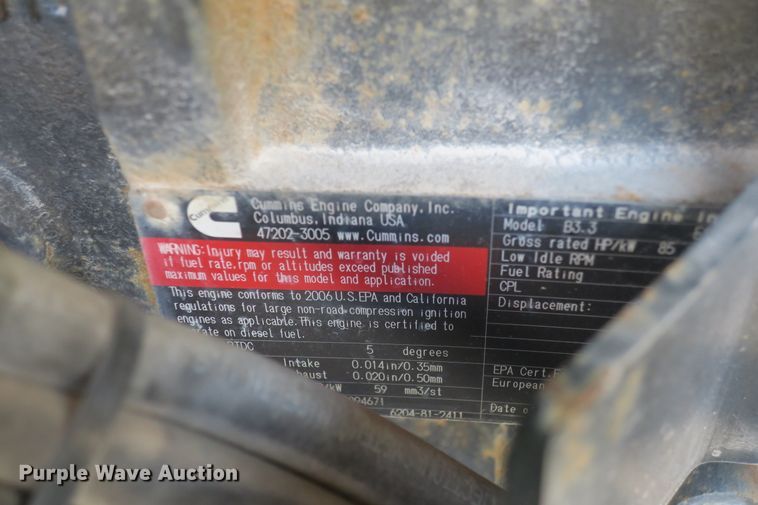 Cummins
Cummins Engine Company, Inc.
Columbus, Indiana USA
47202-3005 www.Cummins.com
WARNING: Injury may result and warranty is voided
if fuel rate.rpm or altitudes exceed published
maximum values for this model and application.
This engine conforms to 2006 U.S.EPA and California
regulations for large non-road compression ignition
engines as applicable.This engine is certified to
on diesel fuel.
5 degrees
Intake 0.014in/0.35mm
0.020in/0.50mm
59 mm3/st
6204-81-2411
Important Engine
Model B3.3
Gross rated HP/kW 85
Low Idle RPM
Fuel Rating
CPL -
Displacement:
EPA Cert.
European
Date
Purple Wave Auction